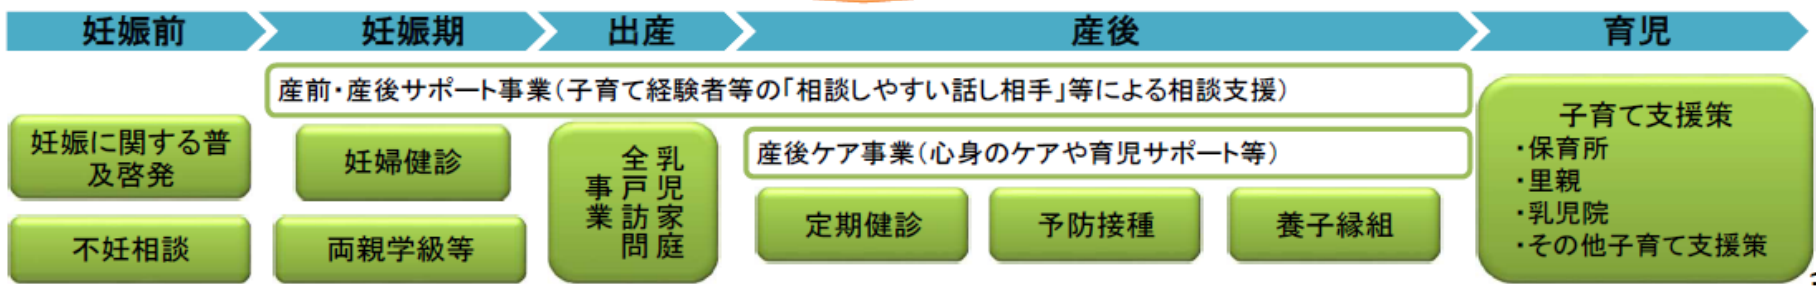 妊娠前
妊娠期
出産
産後
育児
産前・産後サポート事業(子育て経験者等の「相談しやすい話し相手」等による相談支援)
妊娠に関する普
及啓発
不妊相談
妊婦健診
両親学級等
乳児家庭
全戸訪問
事業
産後ケア事業(心身のケアや育児サポート等)
定期健診
予防接種
養子縁組
子育て支援策
・保育所
・里親
・乳児院
・その他子育て支援策